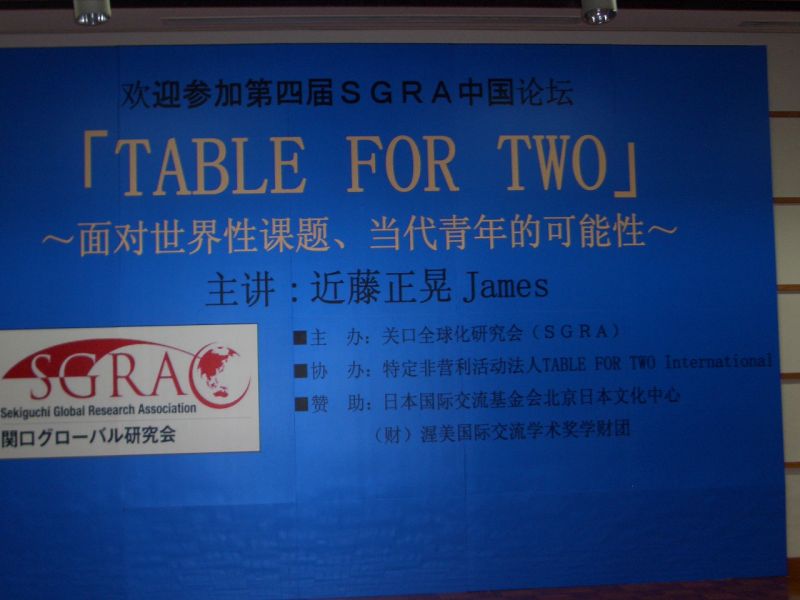 欢迎参加第四届ＳＧＲＡ中国论坛
「TABLE FOR TWO」
～面对世界性课题、当代青年的可能性～
主讲：近藤正晃 James
■主　办：关口全球化研究会（ＳＧＲＡ）
■协　办：特定非营利活动法人TABLE FOR TWO International
■赞　助：日本国际交流基金会北京日本文化中心
（财）渥美国际交流学术奖学财团
SGRA
Sekiguchi Global Research Association
関口グローバル研究会